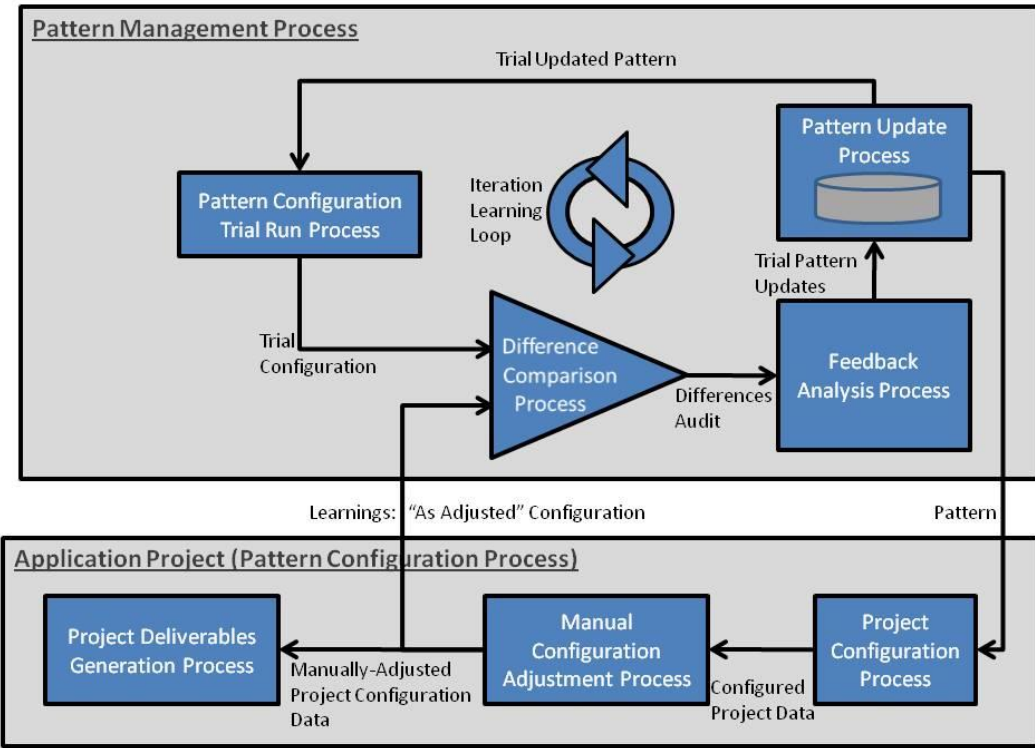 Pattern Management Process
Trial Updated Pattern
Pattern Update
Process
Pattern Configuration
Trial Run Process
Iteration
Learning
Loop
Trial Pattern
Updates
Trial
Configuration
Difference
Comparison
Process
Differences
Audit
Feedback
Analysis Process
Learnings: "As Adjusted" Configuration
Pattern
Application Project (Pattern Configuration Process)
Project Deliverables
Generation Process
Manually-Adjusted
Project Configuration
Data
Manual
Configuration
Adjustment Process
Configured
Project Data
Project
Configuration
Process